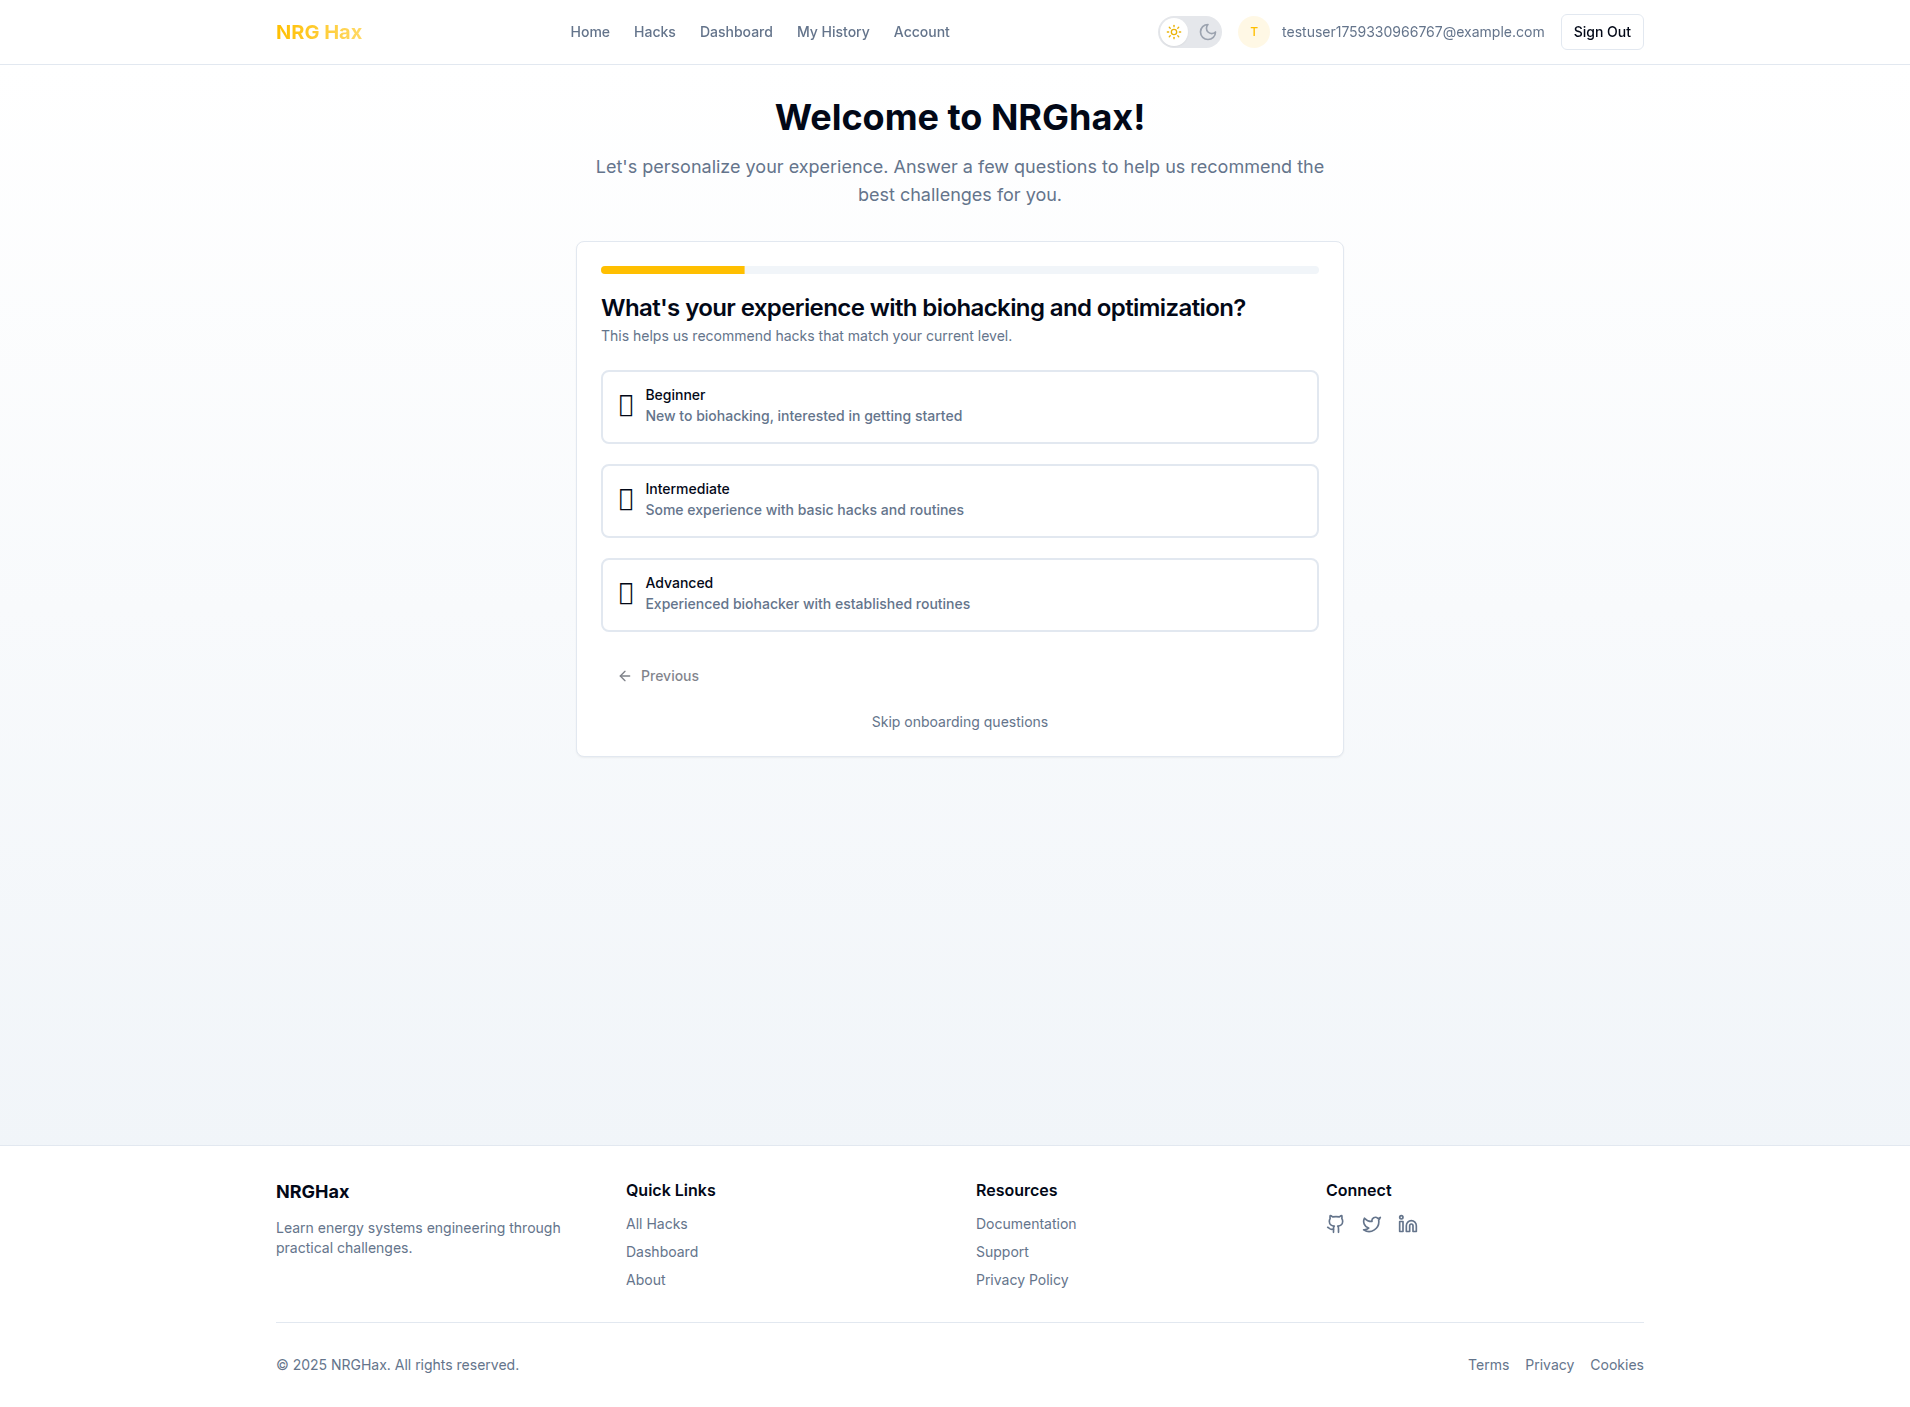 NRG Hax
Home
Hacks
Dashboard
My History
Account
T
testuser1759330966767@example.com
Sign Out
Welcome to NRGhax!
Let's personalize your experience. Answer a few questions to help us recommend the
best challenges for you.
What's your experience with biohacking and optimization?
This helps us recommend hacks that match your current level.
Beginner
New to biohacking, interested in getting started
Intermediate
Some experience with basic hacks and routines
Advanced
Experienced biohacker with established routines
Previous
Skip onboarding questions
NRGHax
Learn energy systems engineering through
practical challenges.
Quick Links
All Hacks
Dashboard
About
Resources
Documentation
Support
Privacy Policy
Connect
© 2025 NRGHax. All rights reserved.
Terms
Privacy
Cookies